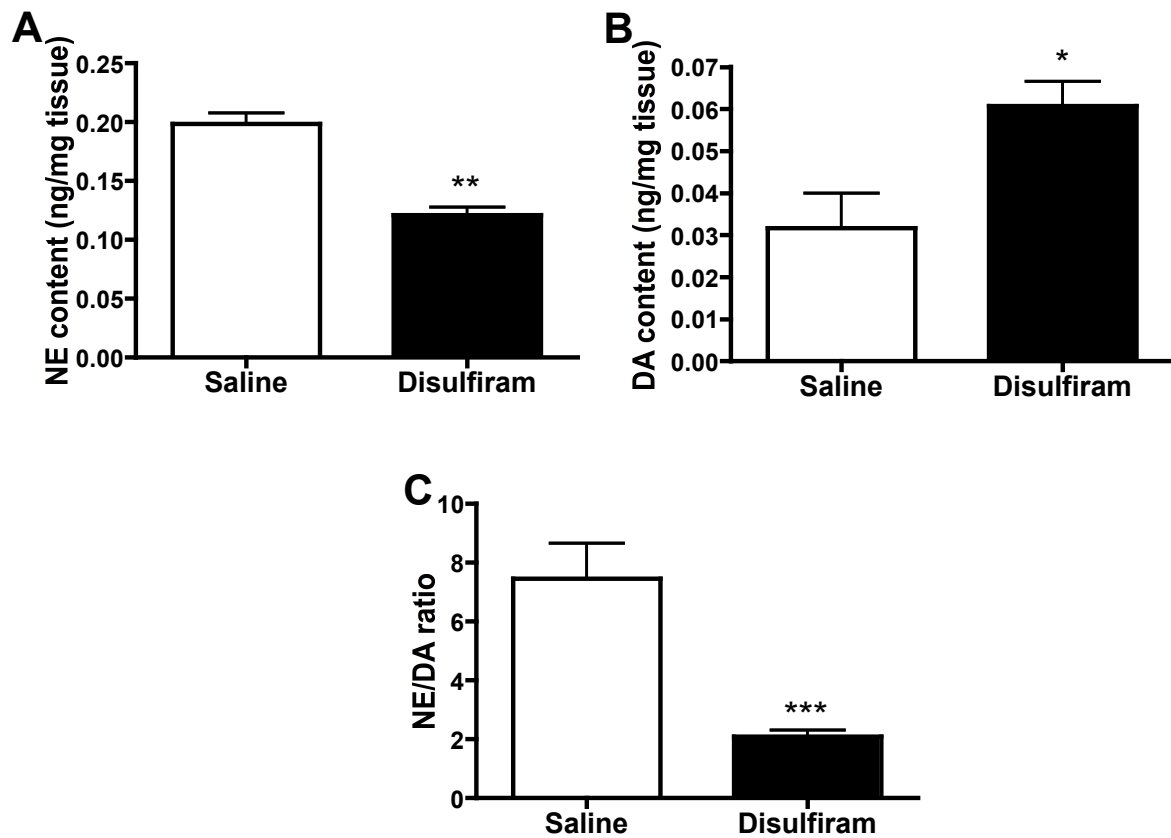 A
NE content (ng/mg tissue)
0.25
0.20
0.15
0.10
0.05
0.00
**
Saline
Disulfiram
B
DA content (ng/mg tissue)
0.07
0.06
0.05
0.04
0.03
0.02
0.01
0.00
*
Saline
Disulfiram
C
NE/DA ratio
10
8
6
4
2
0
***
Saline
Disulfiram